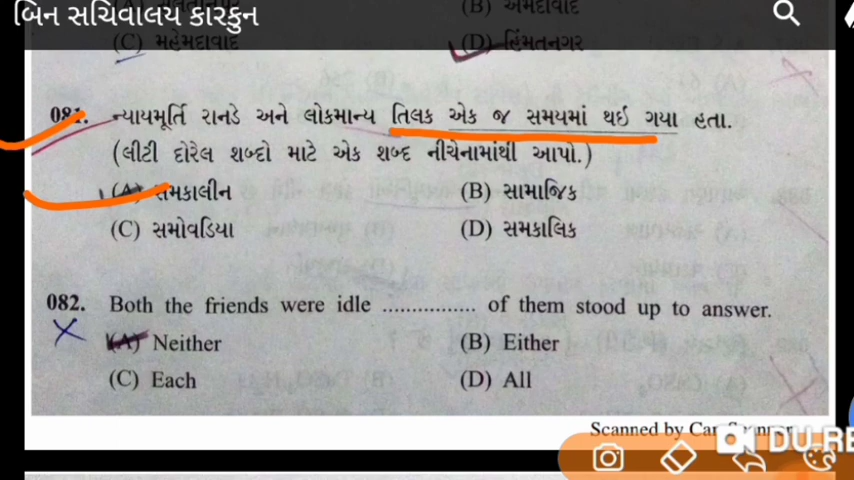 બિન સચિવાલય કારકુન
(B) અમદાવાદ
(C) મહેમદાવાદ (D) હિંમતનગર
081. ન્યાયમૂર્તિ રાનડે અને લોકમાન્ય તિલક એક જ સમયમાં થઈ ગયા હતા.
(લીટી દોરેલ શબ્દો માટે એક શબ્દ નીચેનામાંથી આપો.)
(A) સમકાલીન (B) સામાજિક
(C) સમોવડિયા (D) સમકાલિક
082. Both the friends were idle ................ of them stood up to answer.
(A) Neither (B) Either
(C) Each (D) All
Scanned by
DU RE